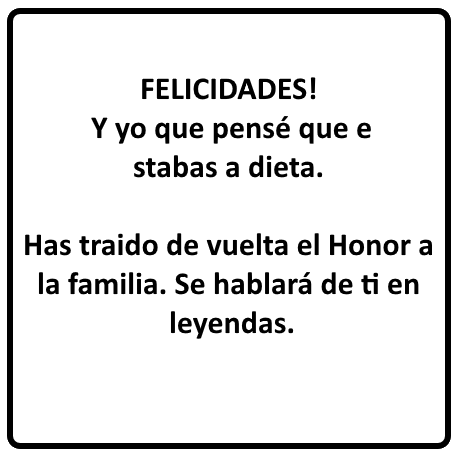 FELICIDADES!
Y yo que pensé que e
stabas a dieta.
Has traido de vuelta el Honor a
la familia. Se hablará de ti en
leyendas.